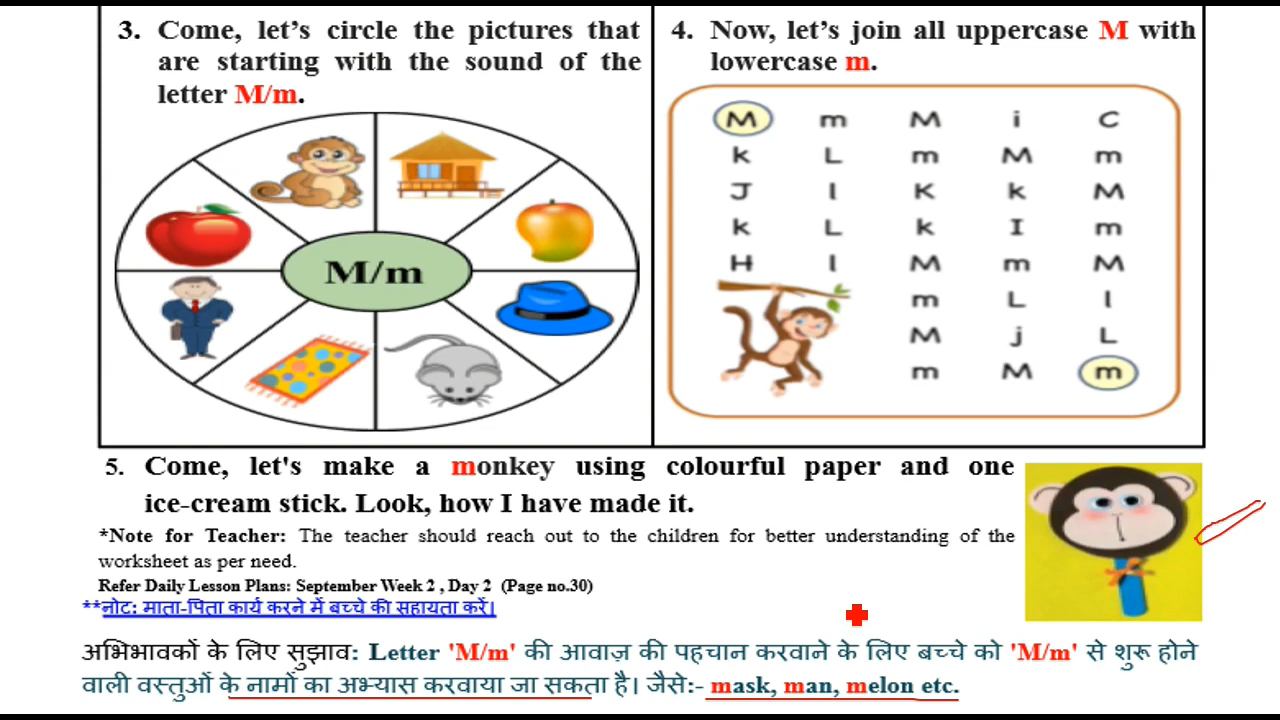 3. Come, let’s circle the pictures that
are starting with the sound of the
letter M/m.
M/m
4. Now, let’s join all uppercase M with
lowercase m.
M m M i C
k L m M m
J l K k M
k L k I m
H l M m M
m L l
M j L
m M m
5. Come, let's make a monkey using colourful paper and one
ice-cream stick. Look, how I have made it.
*Note for Teacher: The teacher should reach out to the children for better understanding of the
worksheet as per need.
Refer Daily Lesson Plans: September Week 2 , Day 2 (Page no.30)
**नोट: माता-पिता कार्य करने में बच्चे की सहायता करें।
अभिभावकों के लिए सुझाव: Letter 'M/m' की आवाज़ की पहचान करवाने के लिए बच्चे को 'M/m' से शुरू होने
वाली वस्तुओं के नामों का अभ्यास करवाया जा सकता है। जैसे:- mask, man, melon etc.